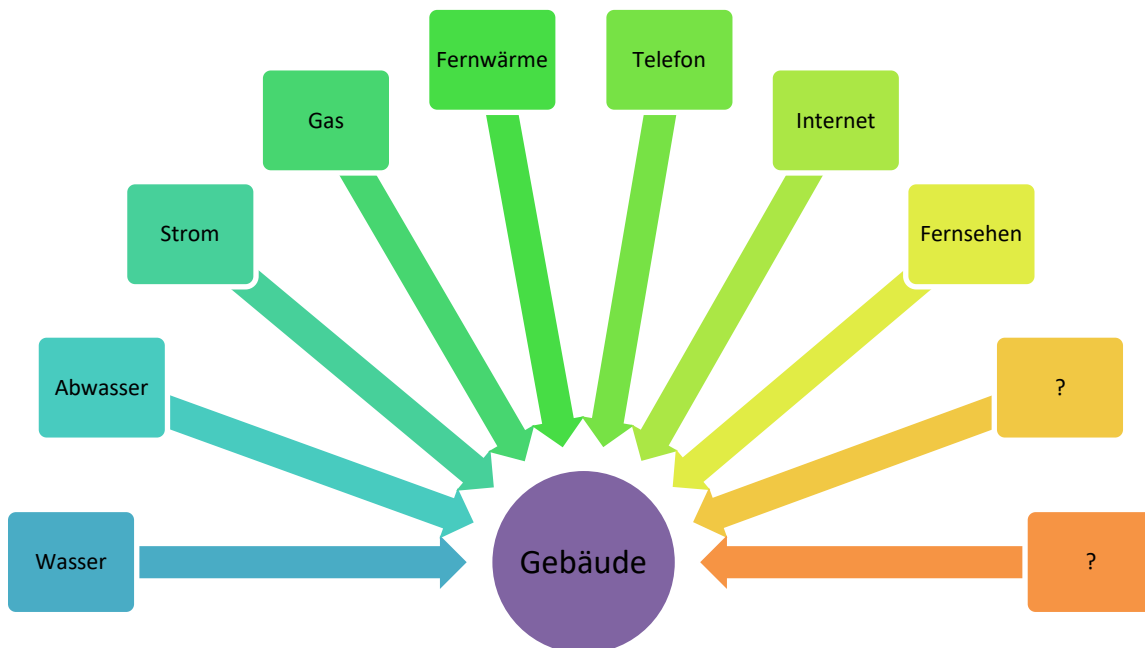 Fernwärme
Telefon
Gas
Internet
Strom
Fernsehen
Abwasser
?
Wasser
Gebäude
?